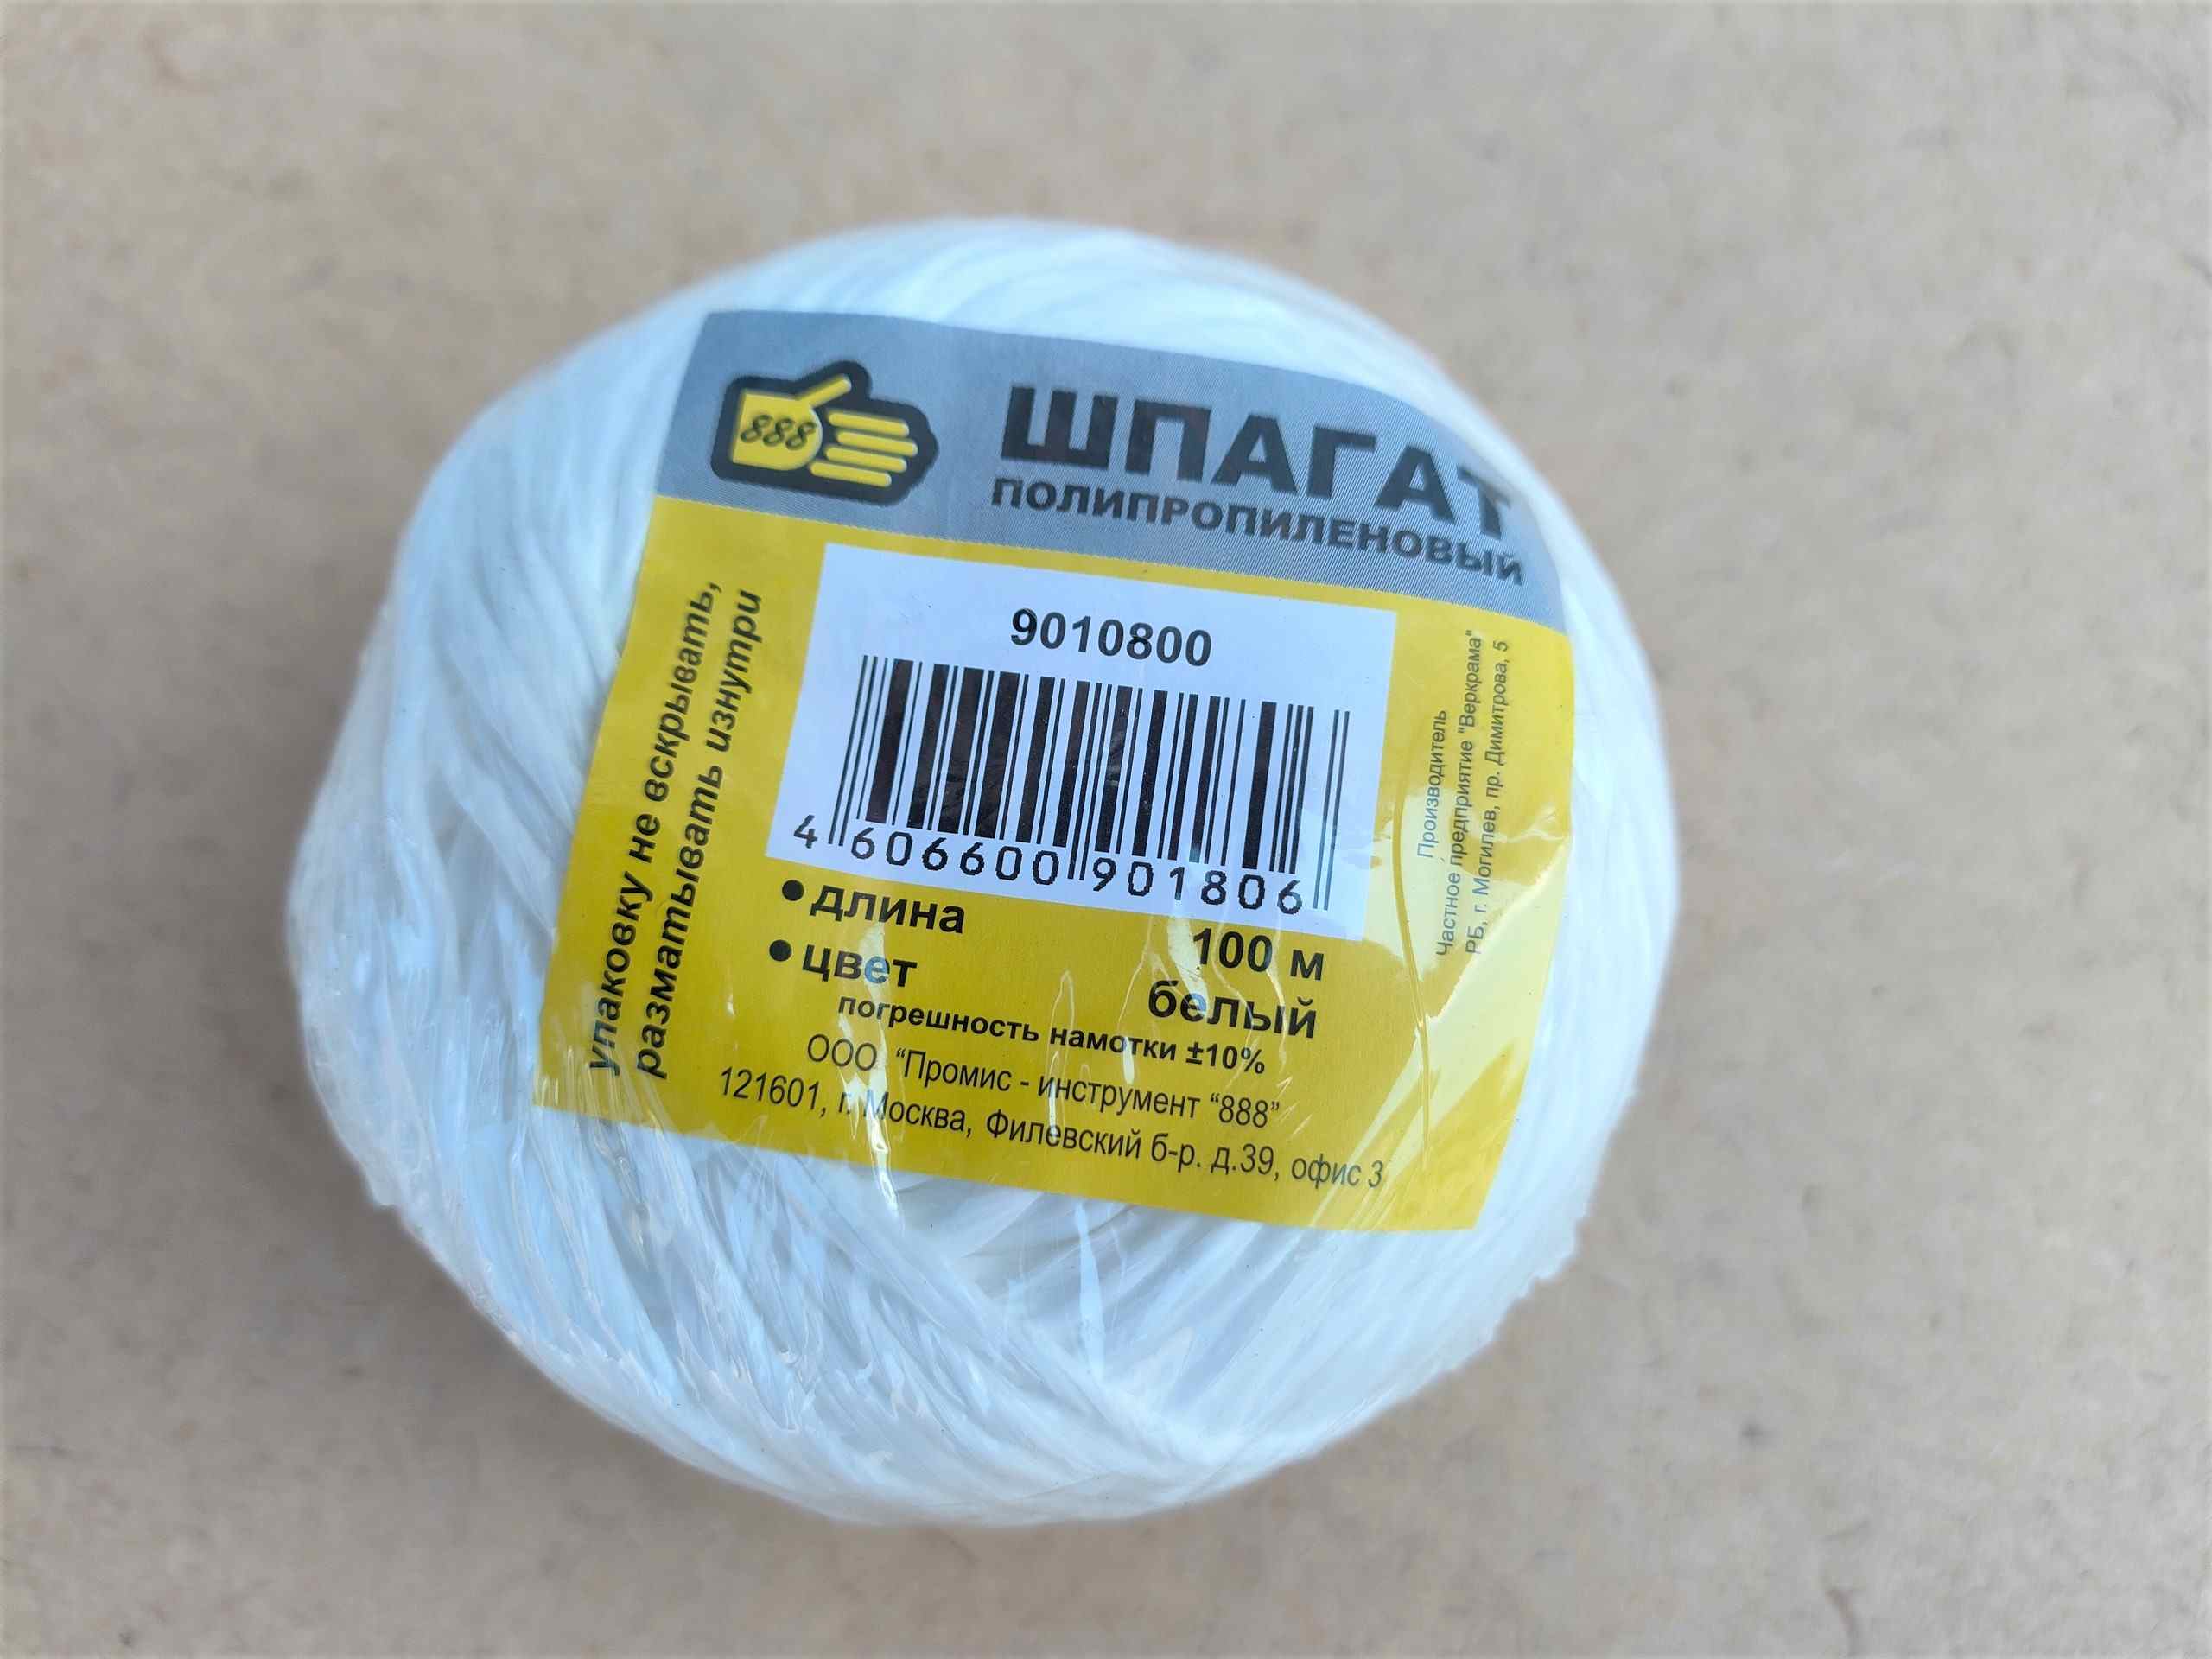 888
ШПАГАТ
ПОЛИПРОПИЛЕНОВЫЙ
упаковку не вскрывать,
разматывать изнутри
9010800
4 606600 901806
• длина 100 м
• цвет белый
погрешность намотки ±10%
ООО “Промис - инструмент “888”
121601, г. Москва, Филевский б-р. д.39, офис 3
Производитель
Частное предприятие "Веркрама"
РБ, г. Могилев, пр. Димитрова, 5